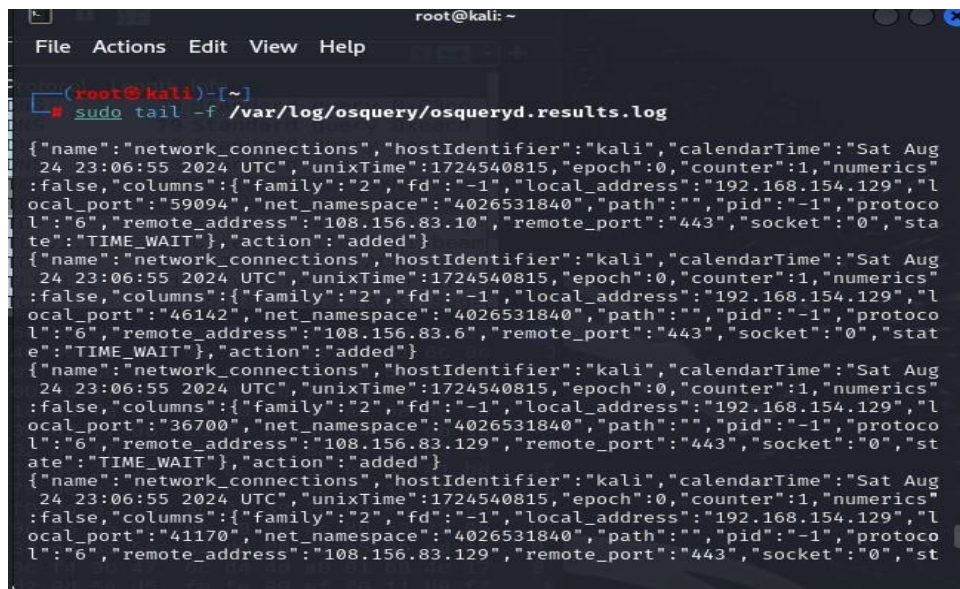 root@kali: ~
File Actions Edit View Help
(root㉿kali)-[~]
# sudo tail -f /var/log/osquery/osqueryd.results.log
{"name":"network_connections","hostIdentifier":"kali","calendarTime":"Sat Aug
24 23:06:55 2024 UTC","unixTime":1724540815,"epoch":0,"counter":1,"numerics"
:false,"columns":{"family":"2","fd":"-1","local_address":"192.168.154.129","l
ocal_port":"59094","net_namespace":"4026531840","path":"","pid":"-1","protoco
l":"6","remote_address":"108.156.83.10","remote_port":"443","socket":"0","sta
te":"TIME_WAIT"},"action":"added"}
{"name":"network_connections","hostIdentifier":"kali","calendarTime":"Sat Aug
24 23:06:55 2024 UTC","unixTime":1724540815,"epoch":0,"counter":1,"numerics"
:false,"columns":{"family":"2","fd":"-1","local_address":"192.168.154.129","l
ocal_port":"46142","net_namespace":"4026531840","path":"","pid":"-1","protoco
l":"6","remote_address":"108.156.83.6","remote_port":"443","socket":"0","stat
e":"TIME_WAIT"},"action":"added"}
{"name":"network_connections","hostIdentifier":"kali","calendarTime":"Sat Aug
24 23:06:55 2024 UTC","unixTime":1724540815,"epoch":0,"counter":1,"numerics"
:false,"columns":{"family":"2","fd":"-1","local_address":"192.168.154.129","l
ocal_port":"36700","net_namespace":"4026531840","path":"","pid":"-1","protoco
l":"6","remote_address":"108.156.83.129","remote_port":"443","socket":"0","st
ate":"TIME_WAIT"},"action":"added"}
{"name":"network_connections","hostIdentifier":"kali","calendarTime":"Sat Aug
24 23:06:55 2024 UTC","unixTime":1724540815,"epoch":0,"counter":1,"numerics"
:false,"columns":{"family":"2","fd":"-1","local_address":"192.168.154.129","l
ocal_port":"41170","net_namespace":"4026531840","path":"","pid":"-1","protoco
l":"6","remote_address":"108.156.83.129","remote_port":"443","socket":"0","st